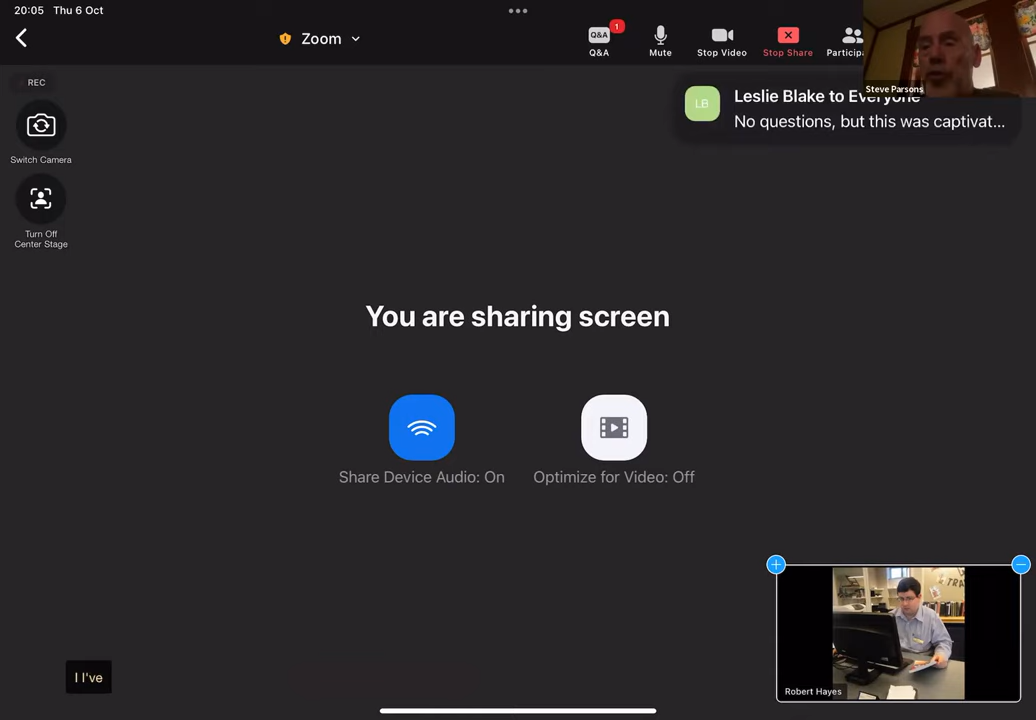 20:05 Thu 6 Oct
Zoom
Q&A
1
Q&A
Mute
Stop Video
Stop Share
Participa
Steve Parsons
REC
Switch Camera
Turn Off
Center Stage
LB
Leslie Blake to Everyone
No questions, but this was captivat...
You are sharing screen
Share Device Audio: On
Optimize for Video: Off
I I've
Robert Hayes